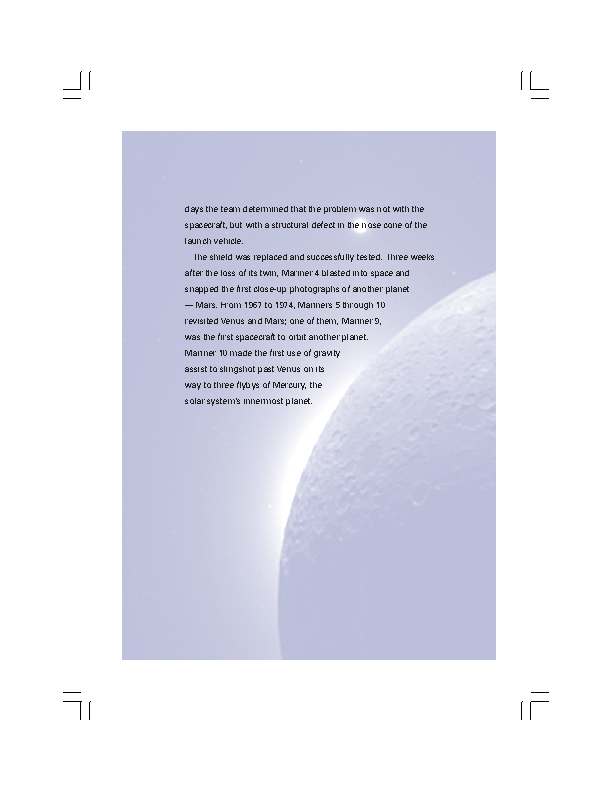 days the team determined that the problem was not with the
spacecraft, but with a structural defect in the nose cone of the
launch vehicle.
The shield was replaced and successfully tested. Three weeks
after the loss of its twin, Mariner 4 blasted into space and
snapped the first close-up photographs of another planet
— Mars. From 1967 to 1974, Mariners 5 through 10
revisited Venus and Mars; one of them, Mariner 9,
was the first spacecraft to orbit another planet.
Mariner 10 made the first use of gravity
assist to slingshot past Venus on its
way to three flybys of Mercury, the
solar system's innermost planet.